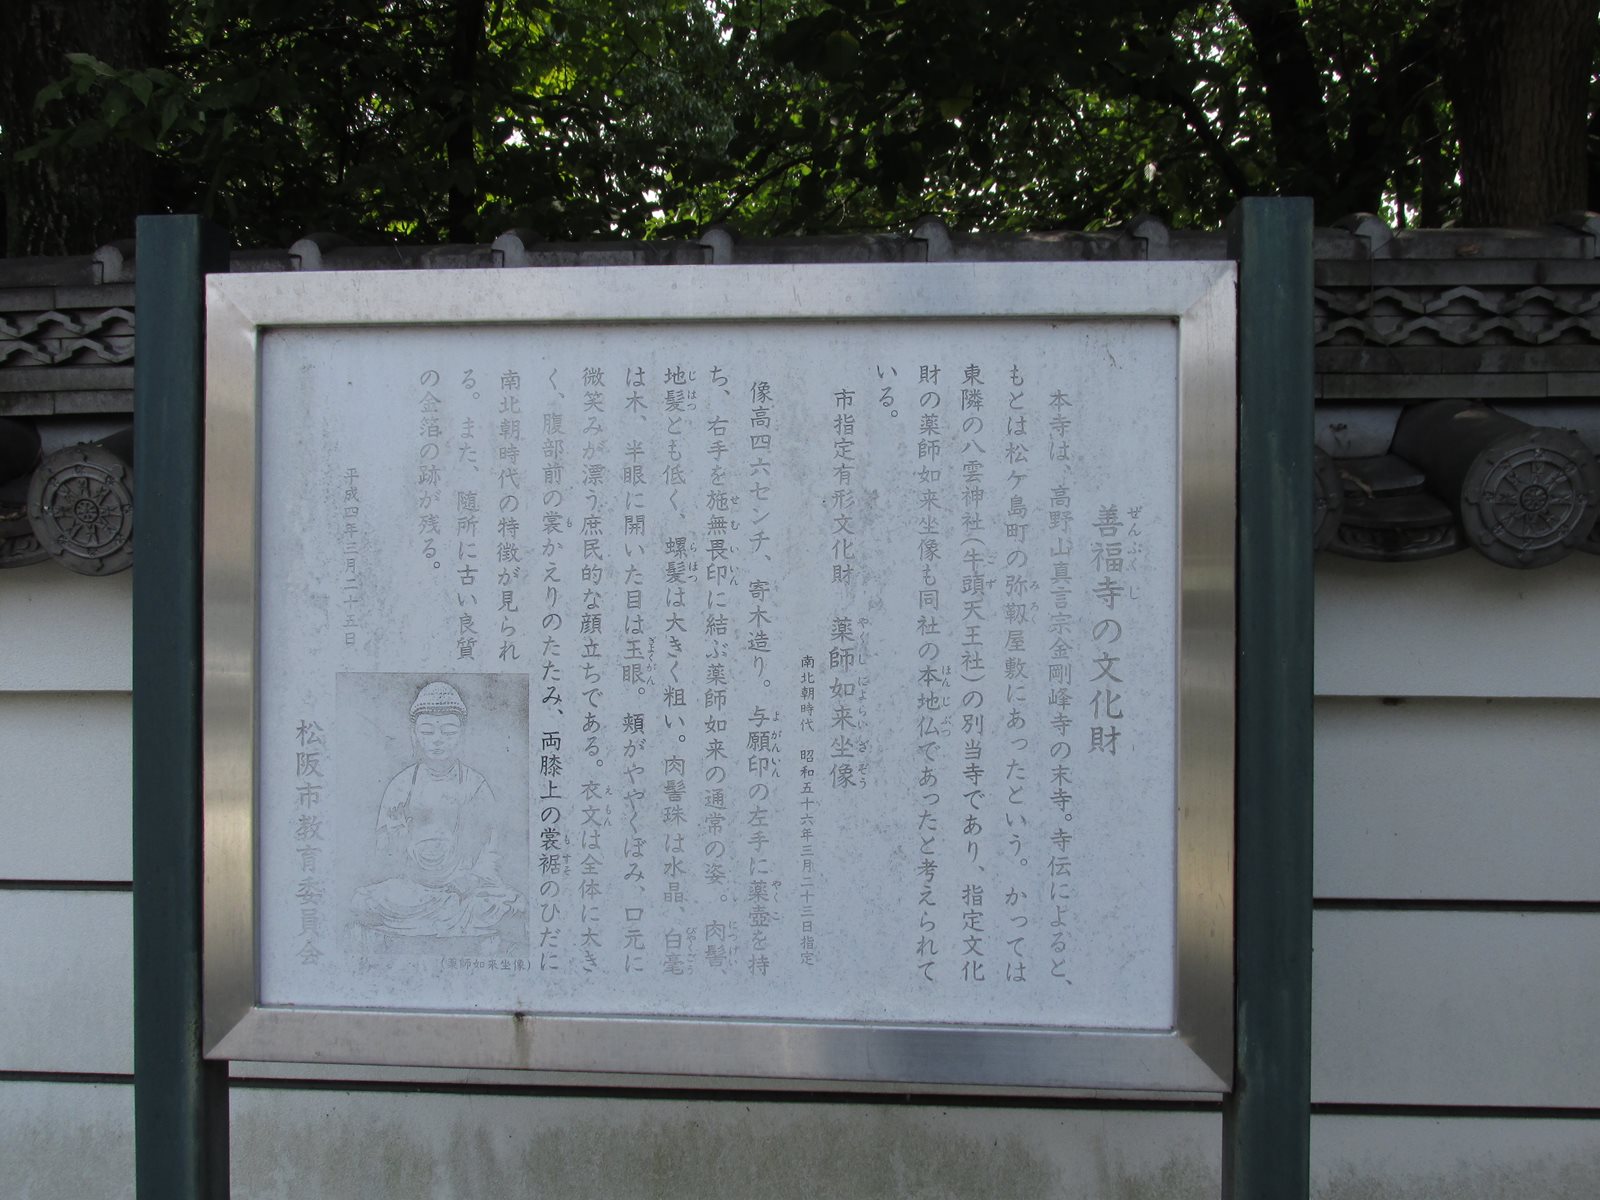 善福寺の文化財
本寺は、高野山真言宗金剛峰寺の末寺。寺伝によると、
もとは松ケ島町の弥靱屋敷にあったという。かっては
東隣の八雲神社（牛頭天王社）の別当寺であり、指定文化
財の薬師如来坐像も同社の本地仏であったと考えられて
いる。
市指定有形文化財　薬師如来坐像
南北朝時代　昭和五十六年三月二十三日指定
像高四六センチ、寄木造り。与願印の左手に薬壺を持
ち、右手を施無畏印に結ぶ薬師如来の通常の姿。肉髻、
地髪とも低く、螺髪は大きく粗い。肉髻珠は水晶、白毫
は木、半眼に開いた目は玉眼。頬がややくぼみ、口元に
微笑みが漂う庶民的な顔立ちである。衣文は全体に大き
く、腹部前の裳かえりのたたみ、両膝上の裳裾のひだに
南北朝時代の特徴が見られ
る。また、随所に古い良質
の金箔の跡が残る。
（薬師如来坐像）
平成四年三月二十五日
松阪市教育委員会